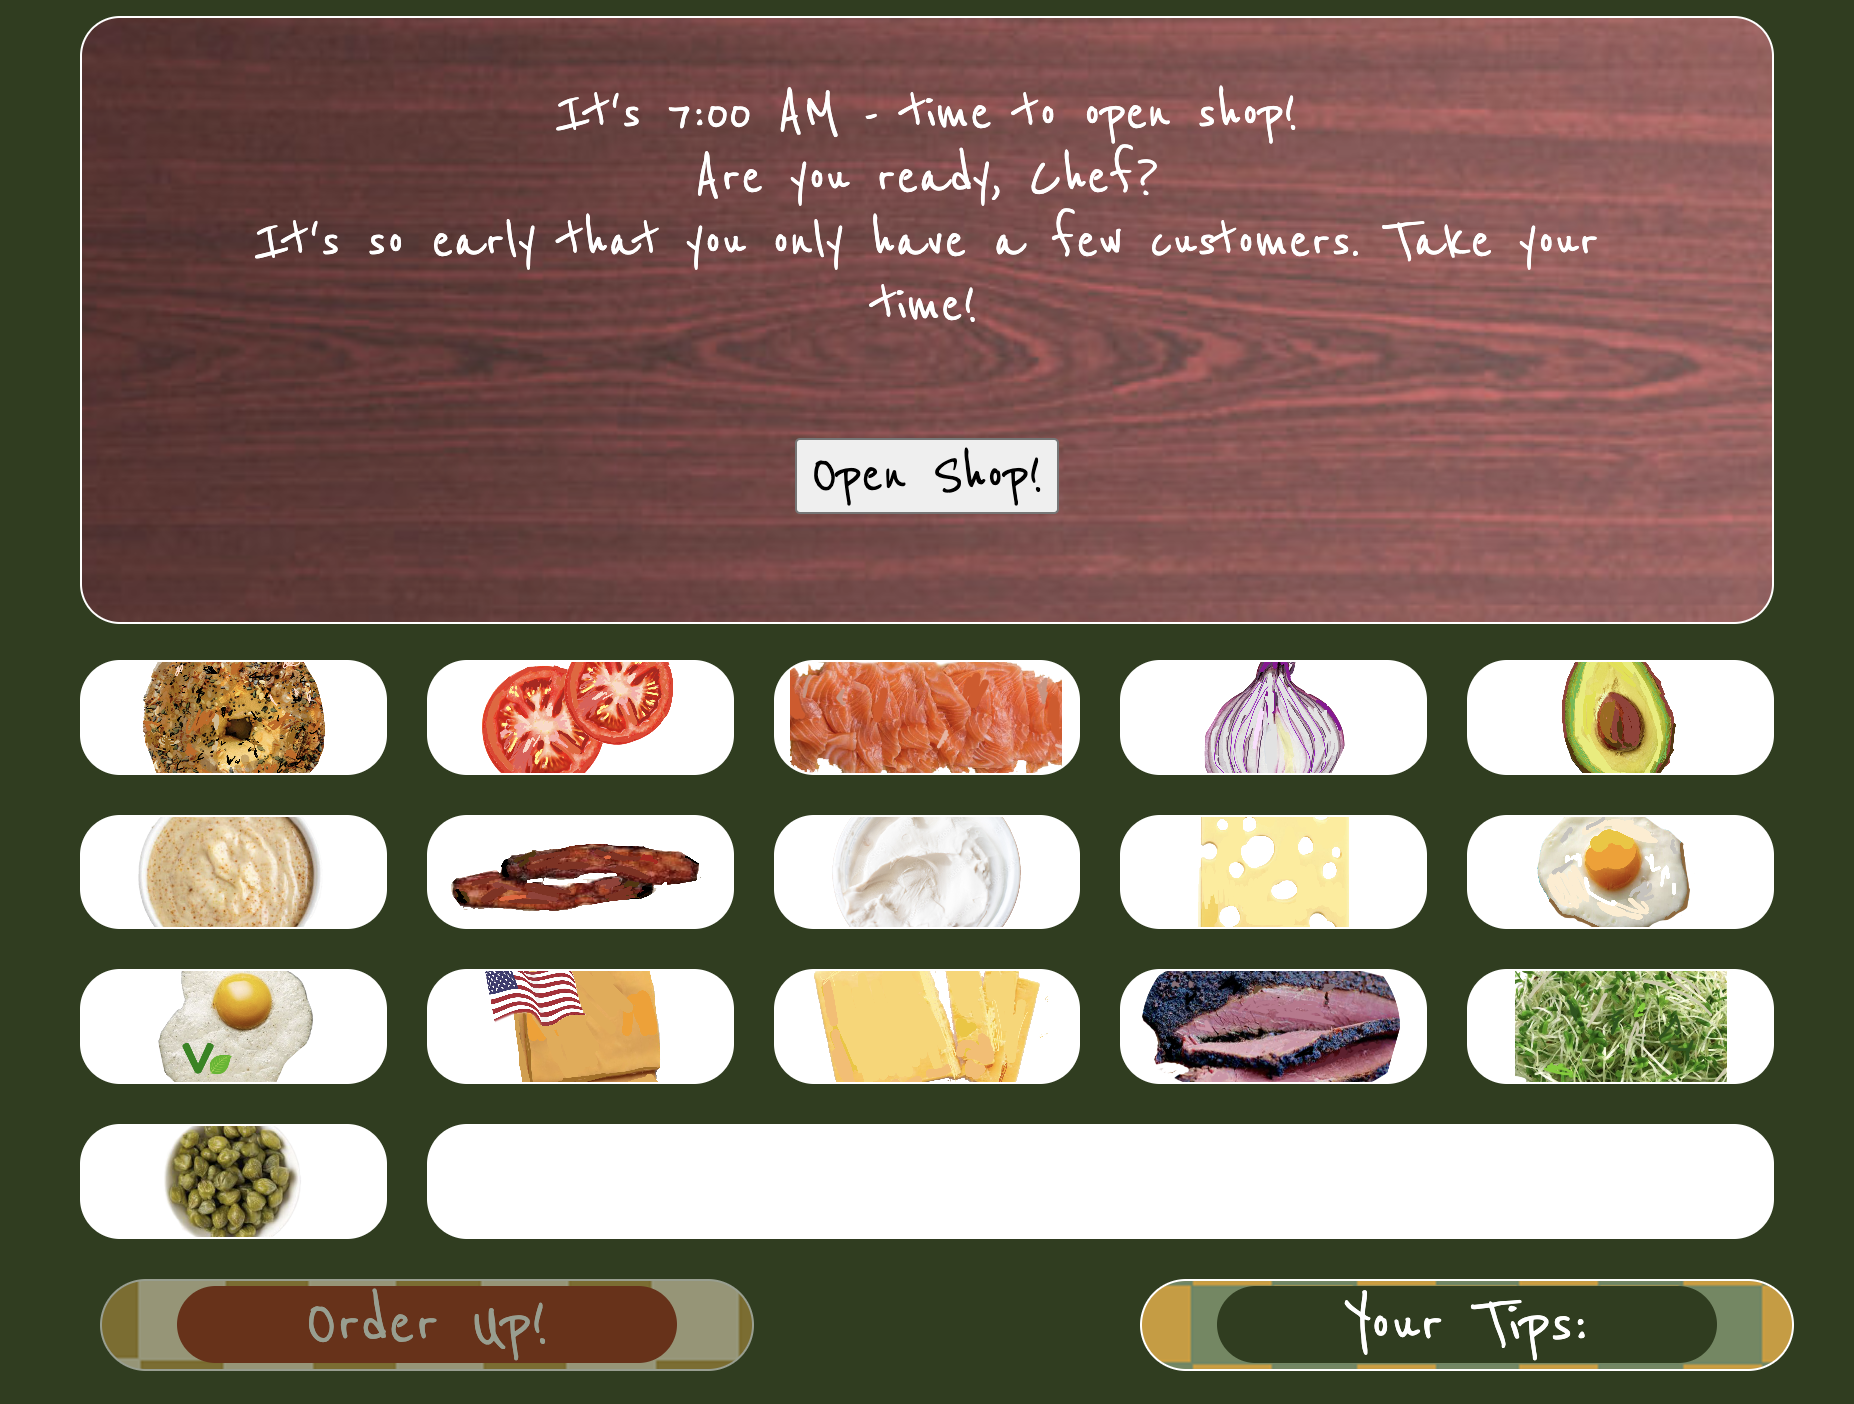 It's 7:00 AM - time to open shop!
Are you ready, Chef?
It's so early that you only have a few customers. Take your
time!
Open Shop!
V
Order Up!
Your Tips: